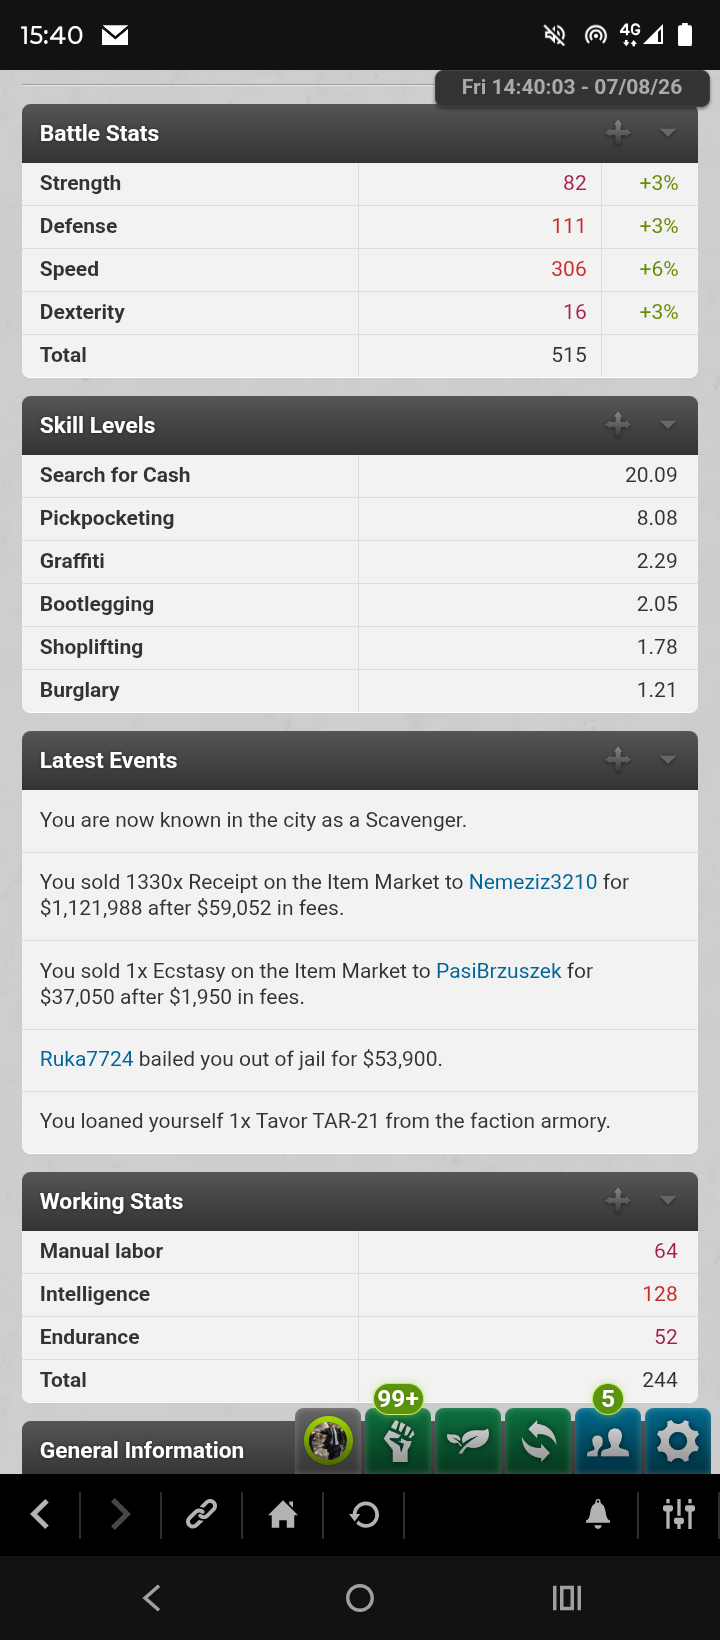 15:40
4G
Fri 14:40:03 - 07/08/26
Battle Stats
Strength 82 +3%
Defense 111 +3%
Speed 306 +6%
Dexterity 16 +3%
Total 515
Skill Levels
Search for Cash 20.09
Pickpocketing 8.08
Graffiti 2.29
Bootlegging 2.05
Shoplifting 1.78
Burglary 1.21
Latest Events
You are now known in the city as a Scavenger.
You sold 1330x Receipt on the Item Market to Nemeziz3210 for
$1,121,988 after $59,052 in fees.
You sold 1x Ecstasy on the Item Market to PasiBrzuszek for
$37,050 after $1,950 in fees.
Ruka7724 bailed you out of jail for $53,900.
You loaned yourself 1x Tavor TAR-21 from the faction armory.
Working Stats
Manual labor 64
Intelligence 128
Endurance 52
Total 244
99+
5
General Information